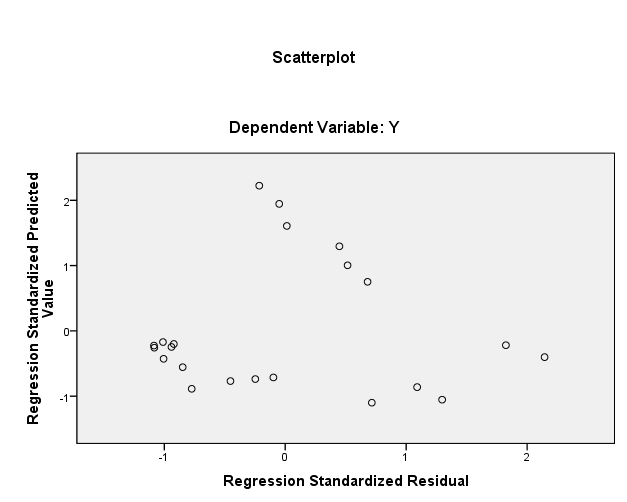 Scatterplot
Dependent Variable: Y
Regression Standardized Predicted
Value
2
1
0
-1
-1
0
1
2
Regression Standardized Residual